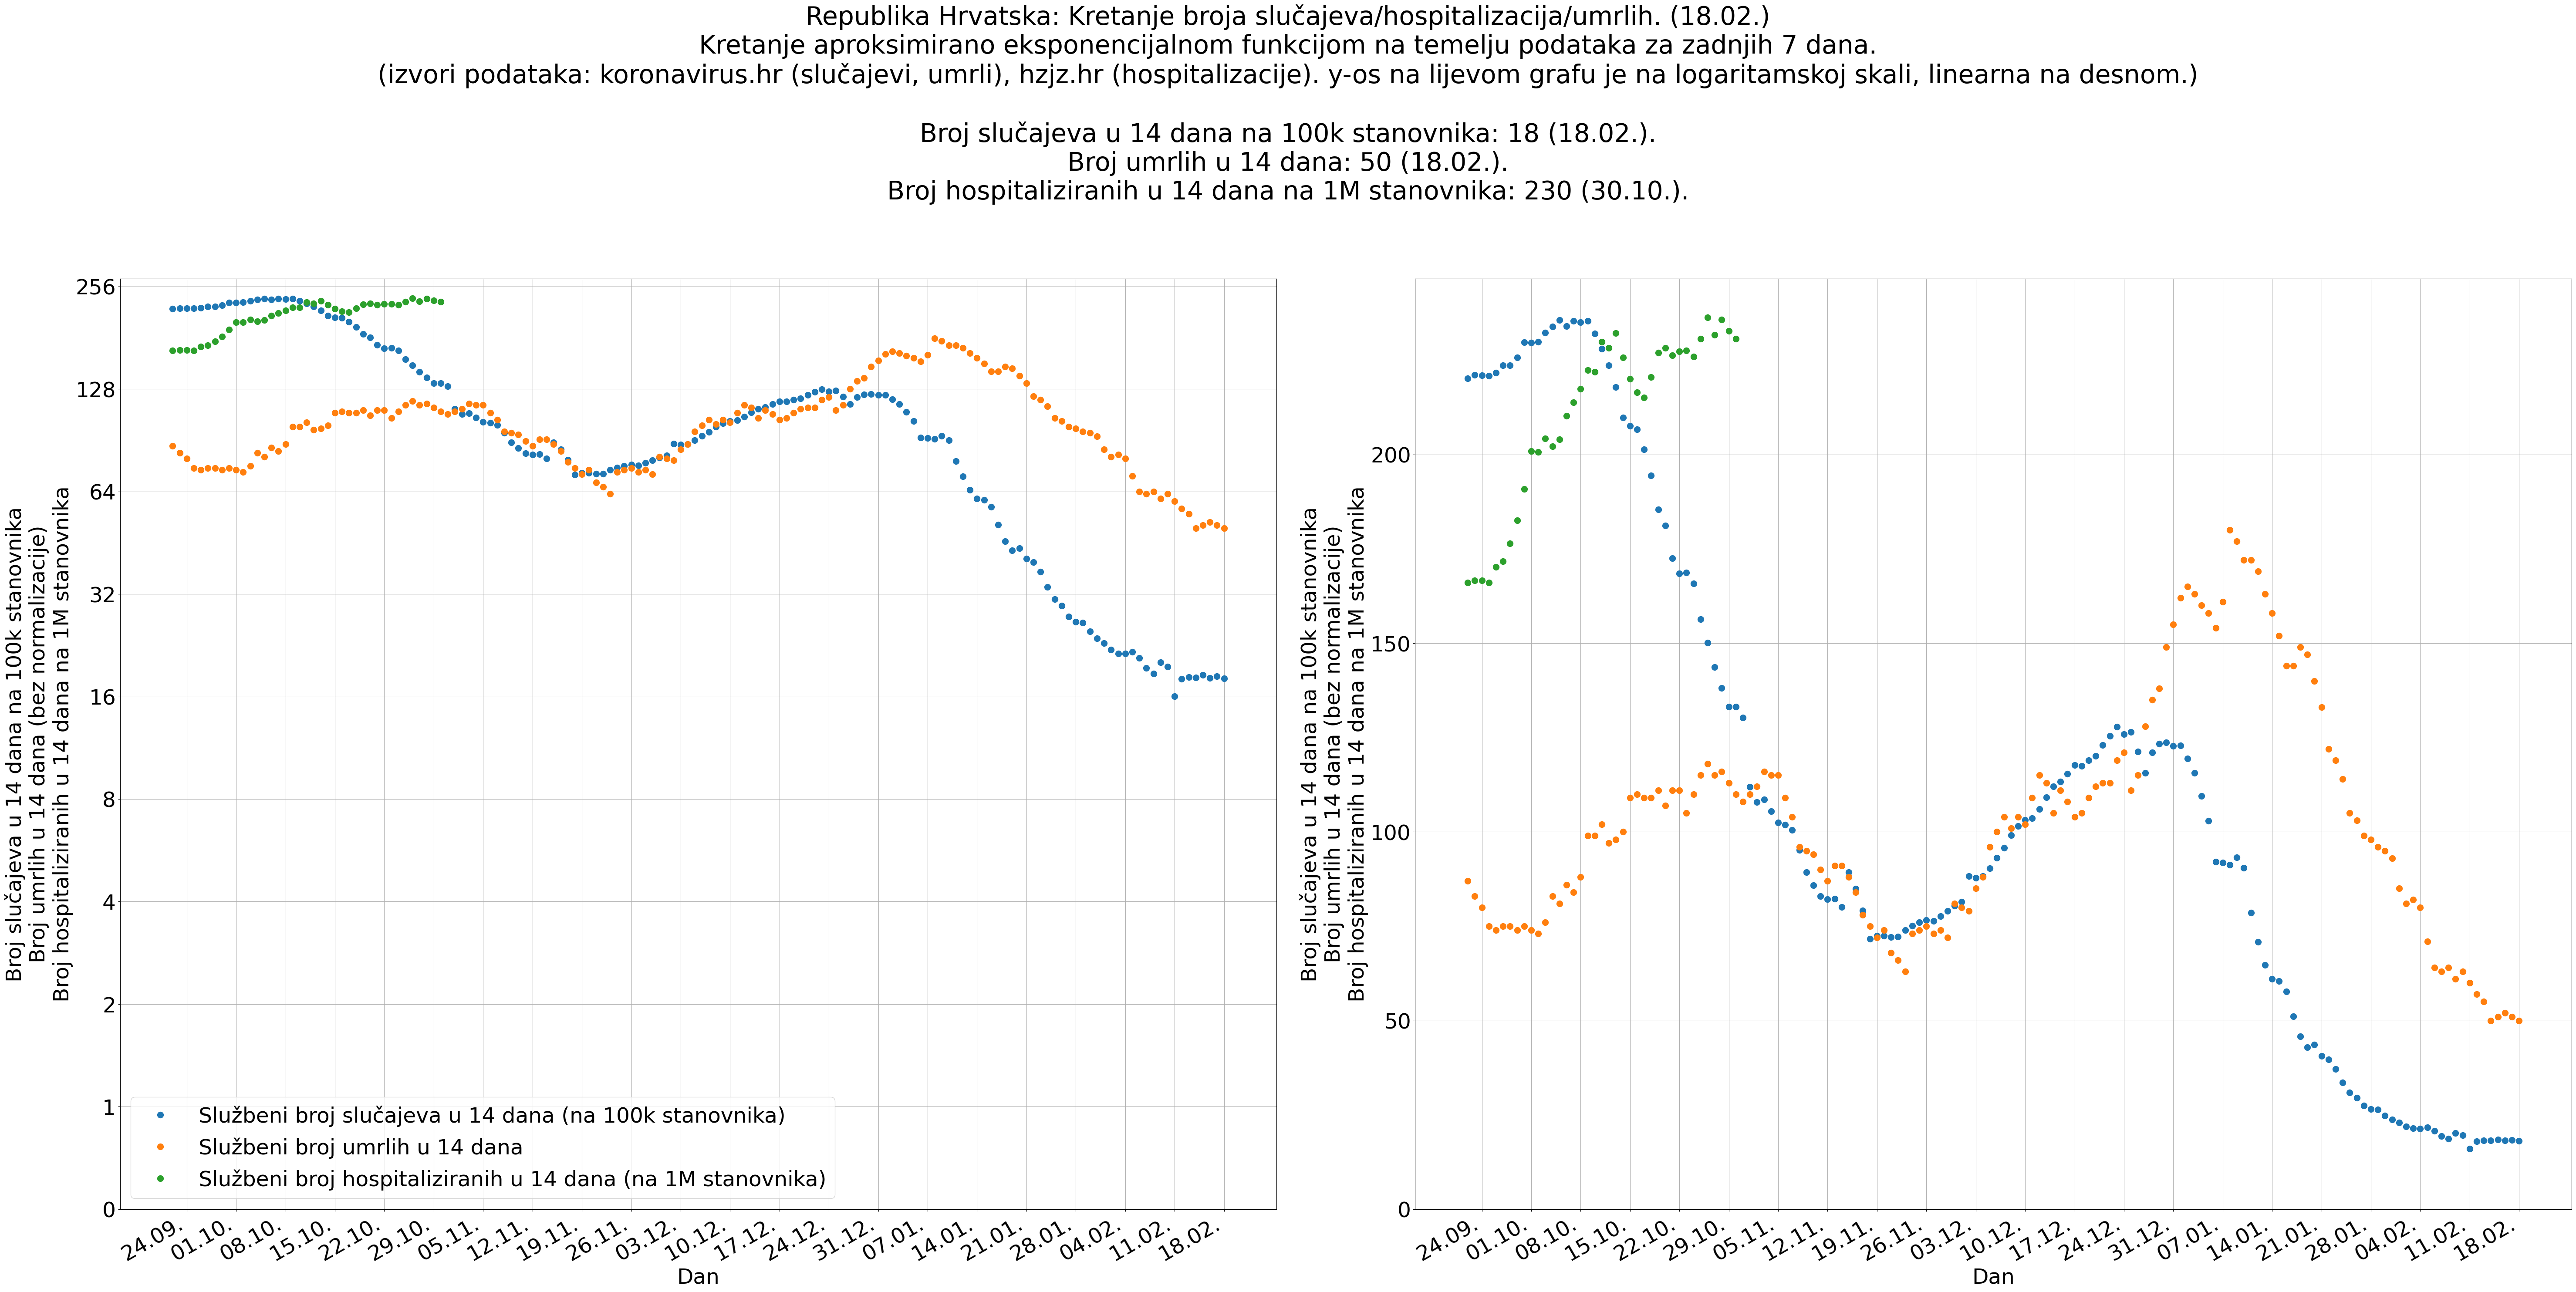 Republika Hrvatska: Kretanje broja slučajeva/hospitalizacija/umrlih. (18.02.)
Kretanje aproksimirano eksponencijalnom funkcijom na temelju podataka za zadnjih 7 dana.
(izvori podataka: koronavirus.hr (slučajevi, umrli), hzjz.hr (hospitalizacije). y-os na lijevom grafu je na logaritamskoj skali, linearna na desnom.)
Broj slučajeva u 14 dana na 100k stanovnika: 18 (18.02.).
Broj umrlih u 14 dana: 50 (18.02.).
Broj hospitaliziranih u 14 dana na 1M stanovnika: 230 (30.10.).
Broj slučajeva u 14 dana na 100k stanovnika
Broj umrlih u 14 dana (bez normalizacije)
Broj hospitaliziranih u 14 dana na 1M stanovnika
256
128
64
32
16
8
4
2
1
0
Službeni broj slučajeva u 14 dana (na 100k stanovnika)
Službeni broj umrlih u 14 dana
Službeni broj hospitaliziranih u 14 dana (na 1M stanovnika)
24.09. 01.10. 08.10. 15.10. 22.10. 29.10. 05.11. 12.11. 19.11. 26.11. 03.12. 10.12. 17.12. 24.12. 31.12. 07.01. 14.01. 21.01. 28.01. 04.02. 11.02. 18.02.
Dan
Broj slučajeva u 14 dana na 100k stanovnika
Broj umrlih u 14 dana (bez normalizacije)
Broj hospitaliziranih u 14 dana na 1M stanovnika
200
150
100
50
0
24.09. 01.10. 08.10. 15.10. 22.10. 29.10. 05.11. 12.11. 19.11. 26.11. 03.12. 10.12. 17.12. 24.12. 31.12. 07.01. 14.01. 21.01. 28.01. 04.02. 11.02. 18.02.
Dan